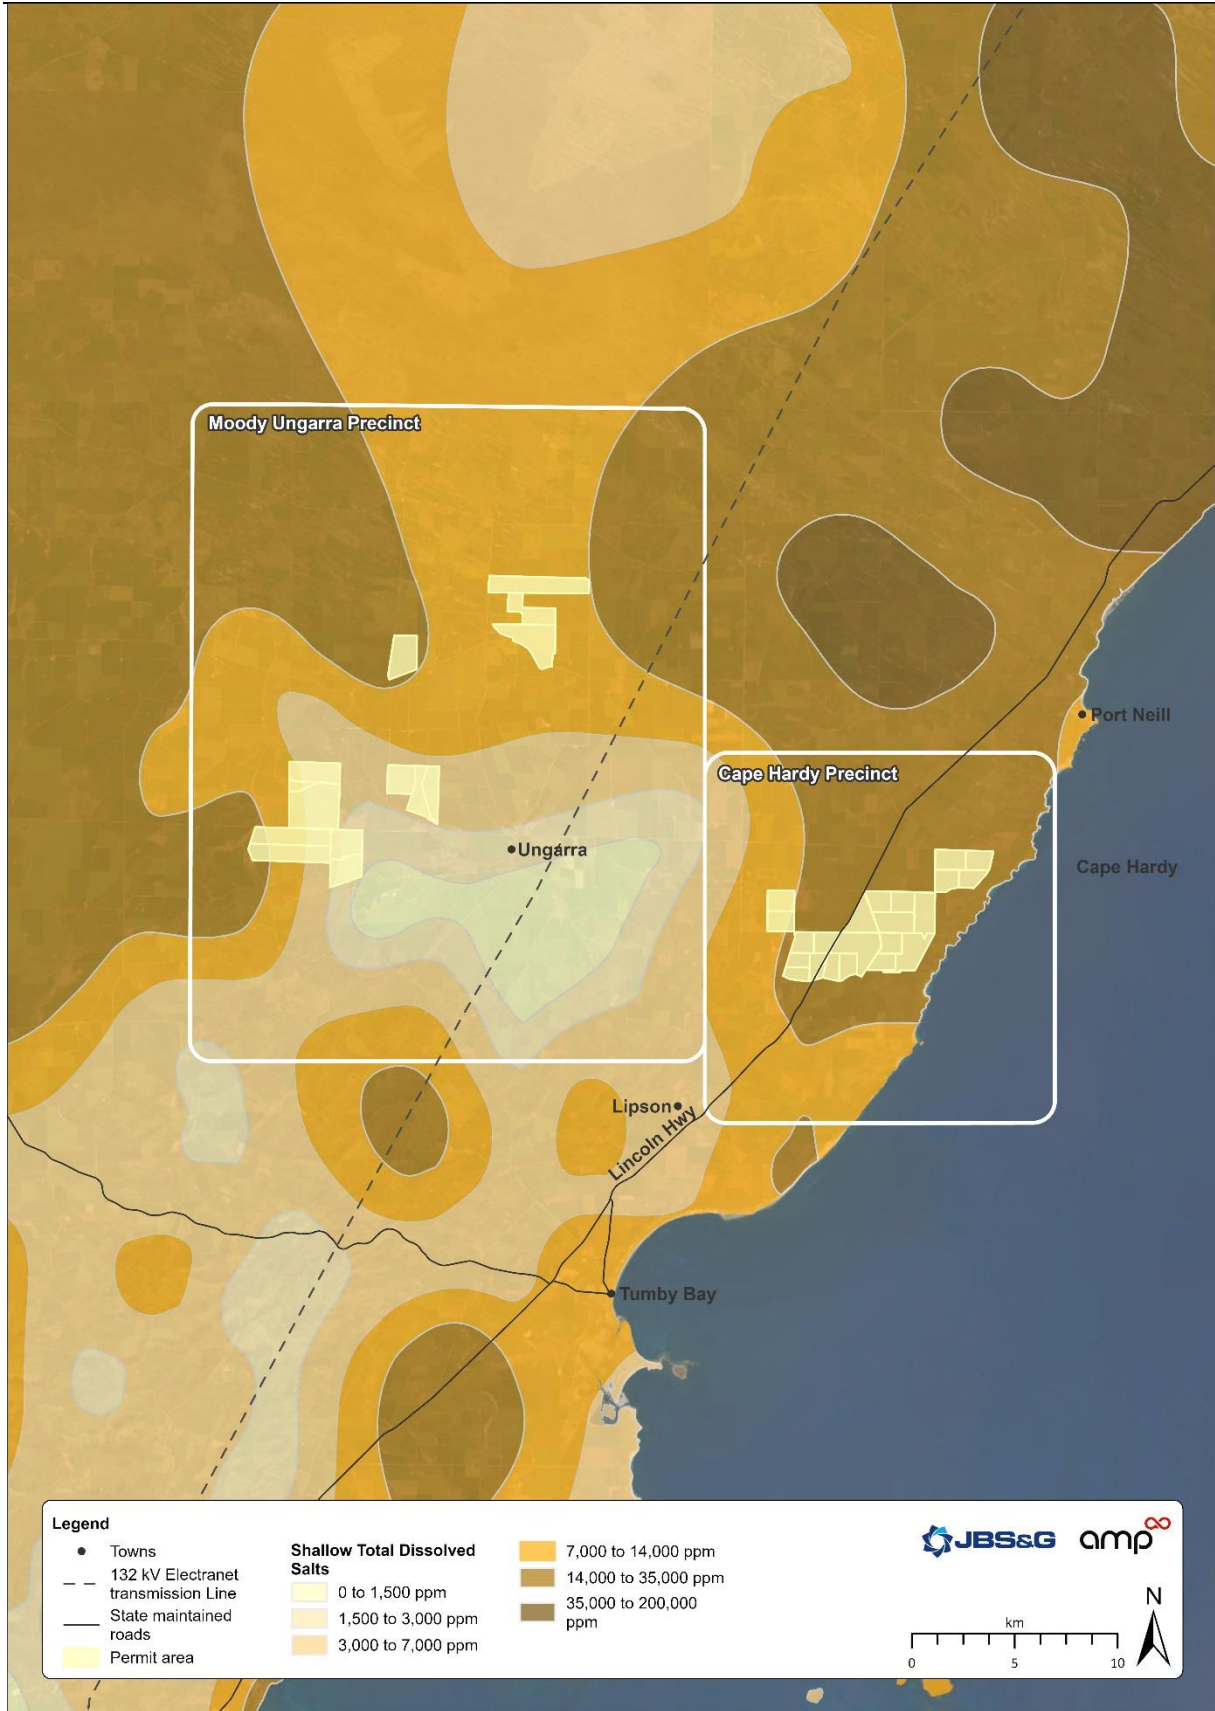 Moody Ungarra Precinct
Port Neill
Cape Hardy Precinct
Ungarra
Cape Hardy
Lipson
Lincoln Hwy
Tumby Bay
Legend
Towns
132 kV Electranet
transmission Line
State maintained
roads
Permit area
Shallow Total Dissolved
Salts
0 to 1,500 ppm
1,500 to 3,000 ppm
3,000 to 7,000 ppm
7,000 to 14,000 ppm
14,000 to 35,000 ppm
35,000 to 200,000
ppm
JBS&G
amp
N
km
0 5 10